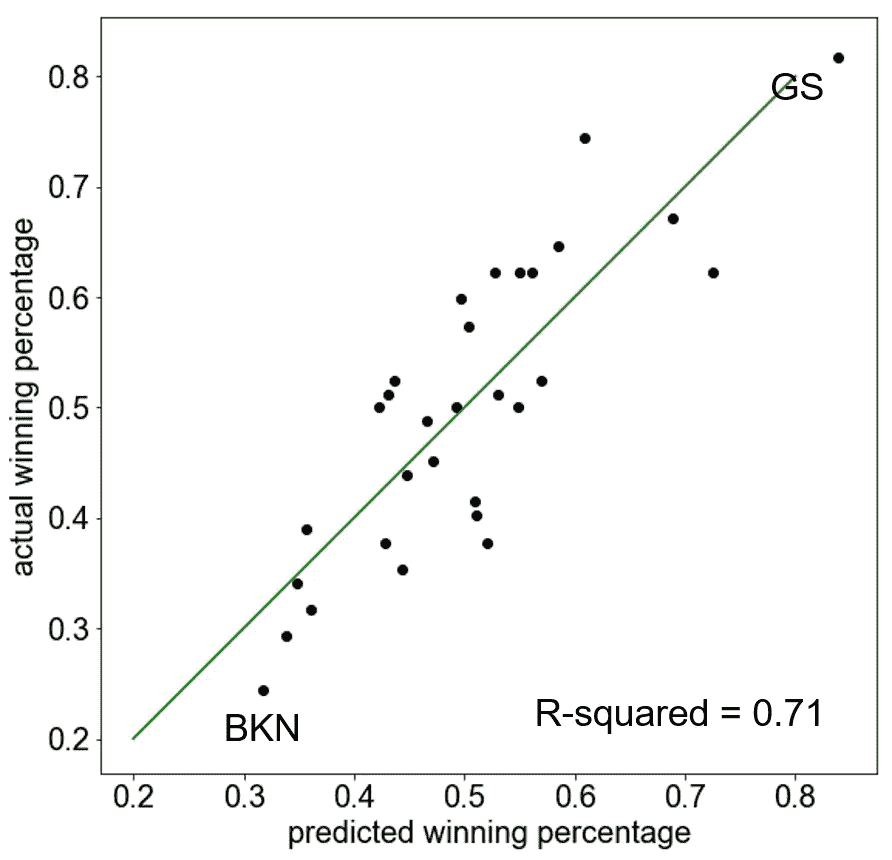 0.8
GS
0.7
0.6
0.5
0.4
0.3
0.2
actual winning percentage
BKN
R-squared = 0.71
0.2 0.3 0.4 0.5 0.6 0.7 0.8
predicted winning percentage